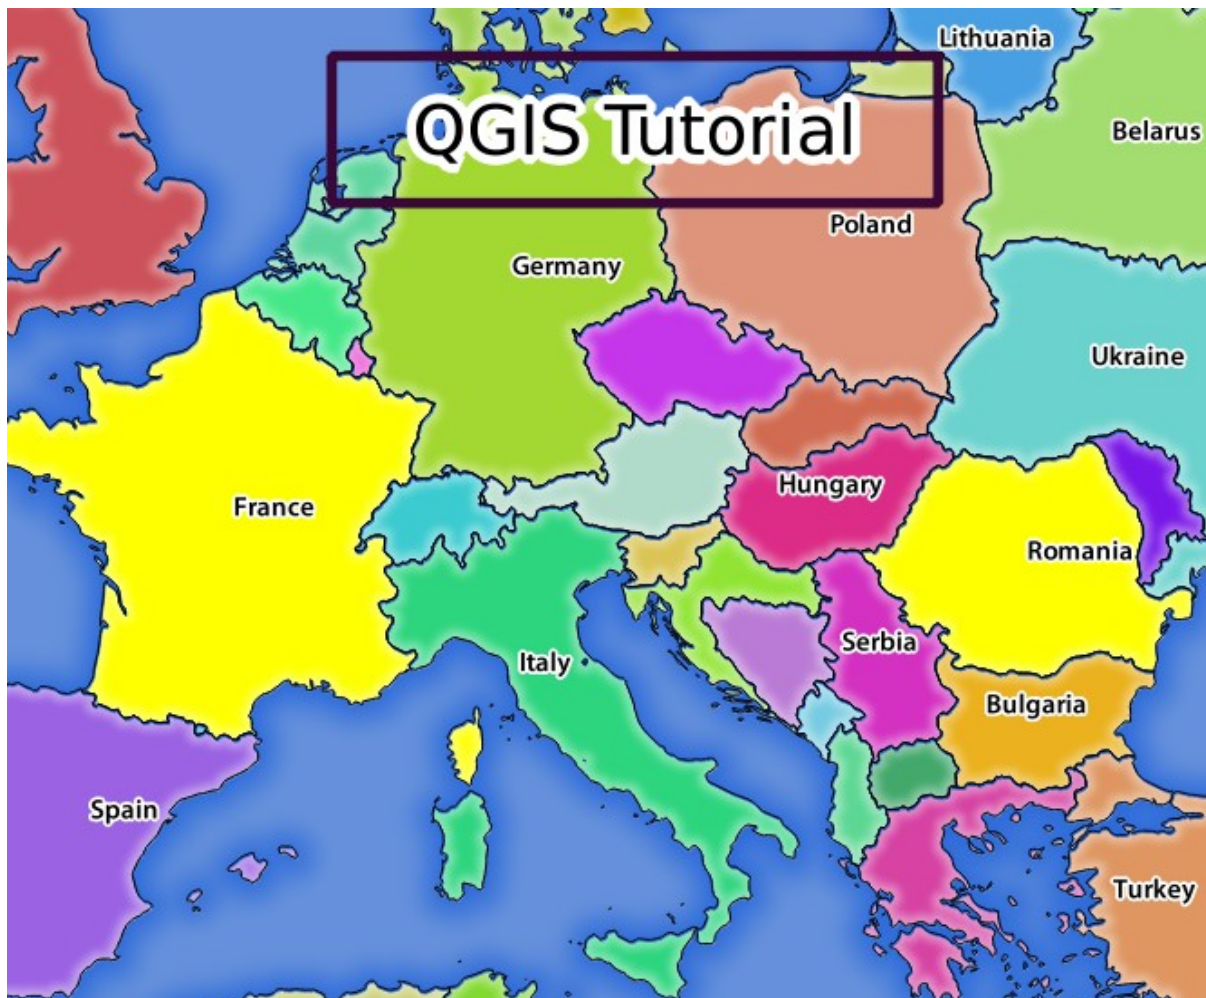 Lithuania
QGIS Tutorial
Belarus
Poland
Germany
Ukraine
Hungary
France
Romania
Serbia
Italy
Bulgaria
Spain
Turkey